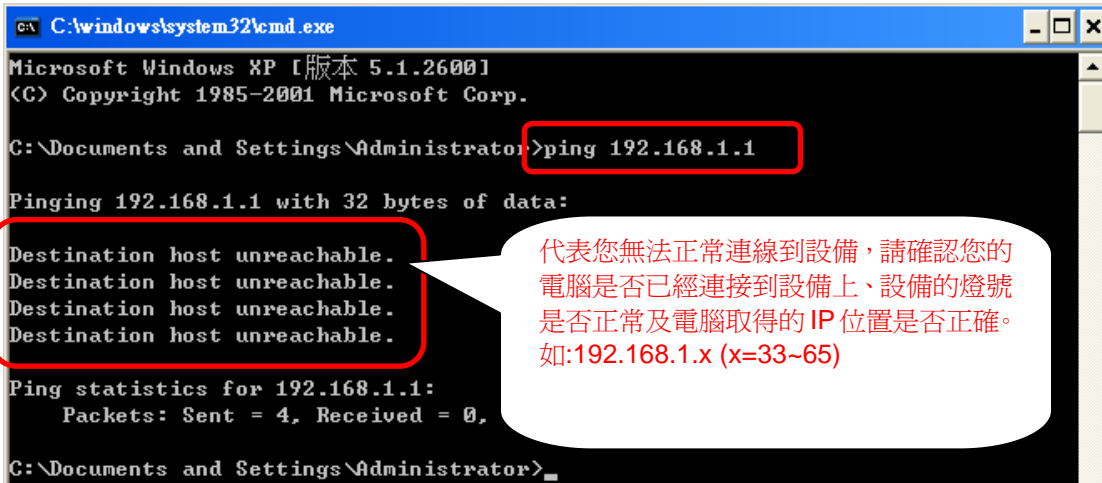 C:\windows\system32\cmd.exe
Microsoft Windows XP [版本 5.1.2600]
(C) Copyright 1985-2001 Microsoft Corp.
C:\Documents and Settings\Administrator>ping 192.168.1.1
Pinging 192.168.1.1 with 32 bytes of data:
Destination host unreachable.
Destination host unreachable.
Destination host unreachable.
Destination host unreachable.
代表您無法正常連線到設備，請確認您的
電腦是否已經連接到設備上、設備的燈號
是否正常及電腦取得的 IP 位置是否正確。
如:192.168.1.x (x=33~65)
Ping statistics for 192.168.1.1:
Packets: Sent = 4, Received = 0,
C:\Documents and Settings\Administrator>_